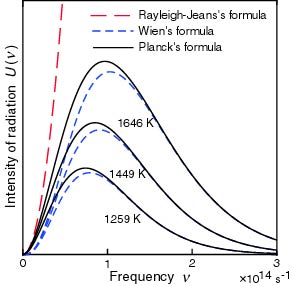 Rayleigh-Jeans's formula
Wien's formula
Planck's formula
Intensity of radiation U(ν)
1646 K
1449 K
1259 K
0 1 2 3
Frequency ν ×10¹⁴ s⁻¹